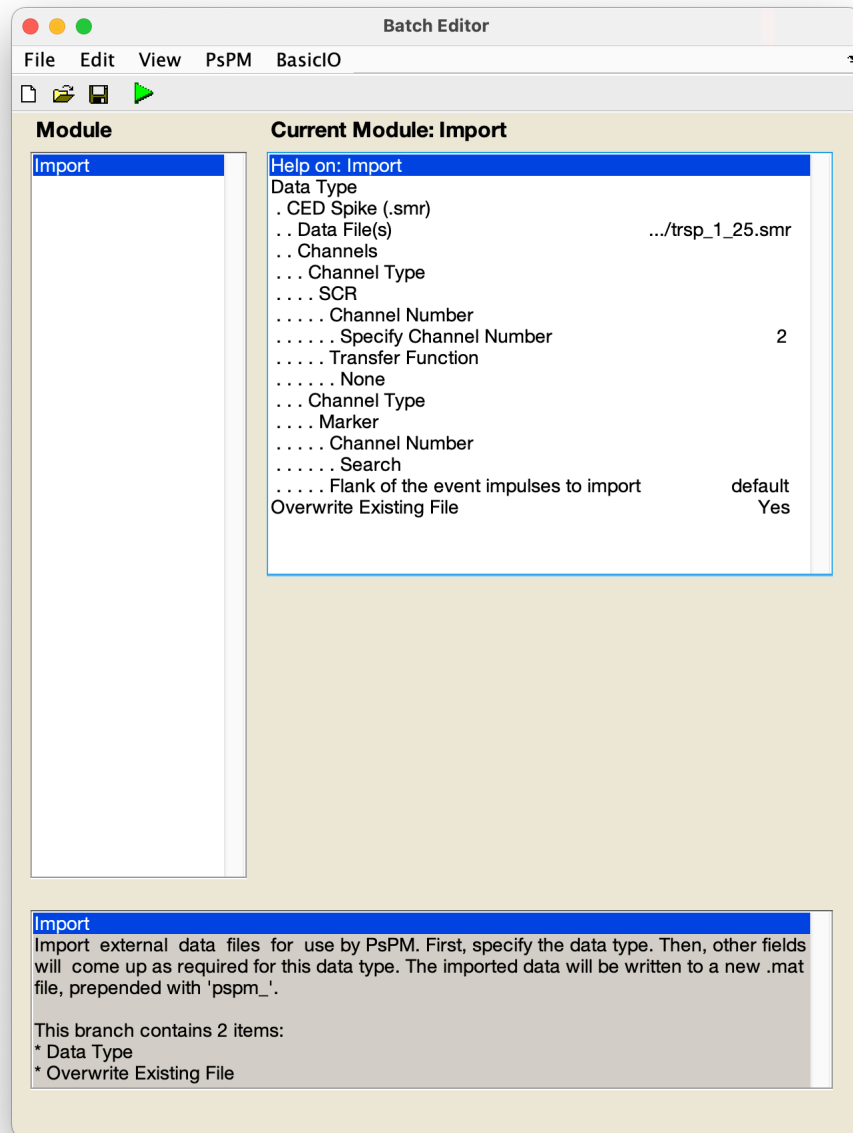 Batch Editor
File Edit View PsPM BasicIO
Module
Current Module: Import
Import
Help on: Import
Data Type
. CED Spike (.smr)
. . Data File(s) .../trsp_1_25.smr
. . Channels
. . . Channel Type
. . . . SCR
. . . . . Channel Number
. . . . . . Specify Channel Number 2
. . . . . Transfer Function
. . . . . . None
. . . Channel Type
. . . . Marker
. . . . . Channel Number
. . . . . . Search
. . . . . Flank of the event impulses to import default
Overwrite Existing File Yes
Import
Import external data files for use by PsPM. First, specify the data type. Then, other fields
will come up as required for this data type. The imported data will be written to a new .mat
file, prepended with 'pspm_'.
This branch contains 2 items:
* Data Type
* Overwrite Existing File